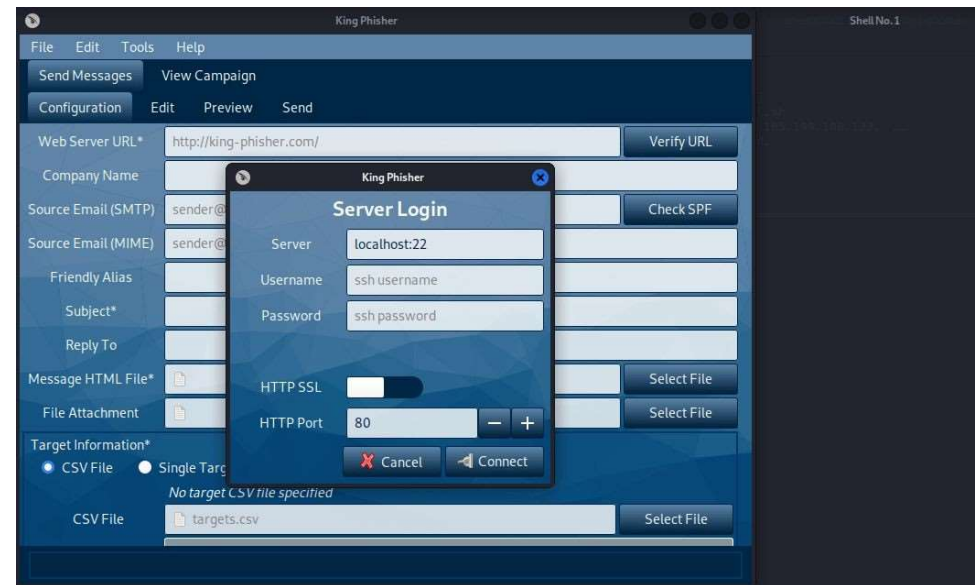 King Phisher
Shell No. 1
File Edit Tools Help
Send Messages View Campaign
Configuration Edit Preview Send
Web Server URL* http://king-phisher.com/ Verify URL
Company Name
Source Email (SMTP) sender@ Check SPF
Source Email (MIME) sender@
Friendly Alias
Subject*
Reply To
Message HTML File* Select File
File Attachment Select File
Target Information*
CSV File Single Targ
No target CSV file specified
CSV File targets.csv Select File
King Phisher
Server Login
Server localhost:22
Username ssh username
Password ssh password
HTTP SSL
HTTP Port 80 − +
Cancel Connect